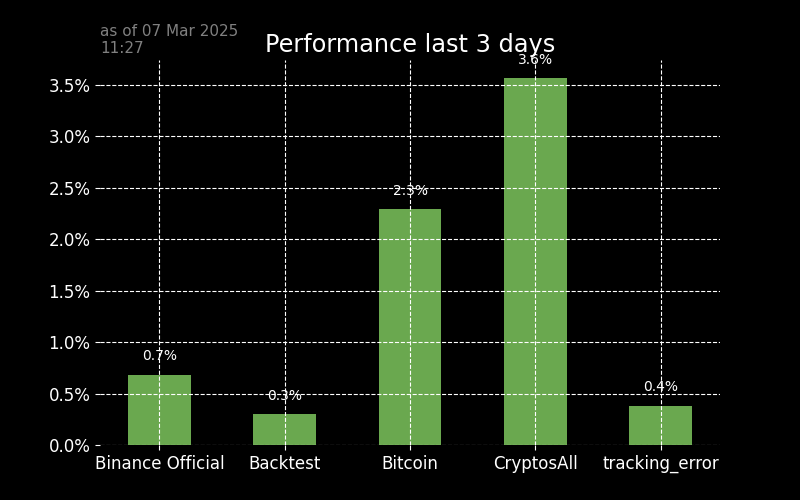 as of 07 Mar 2025
11:27
Performance last 3 days
3.6%
3.5%
3.0%
2.5%
2.3%
2.0%
1.5%
1.0%
0.7%
0.5%
0.4%
0.3%
0.0%
Binance Official
Backtest
Bitcoin
CryptosAll
tracking_error